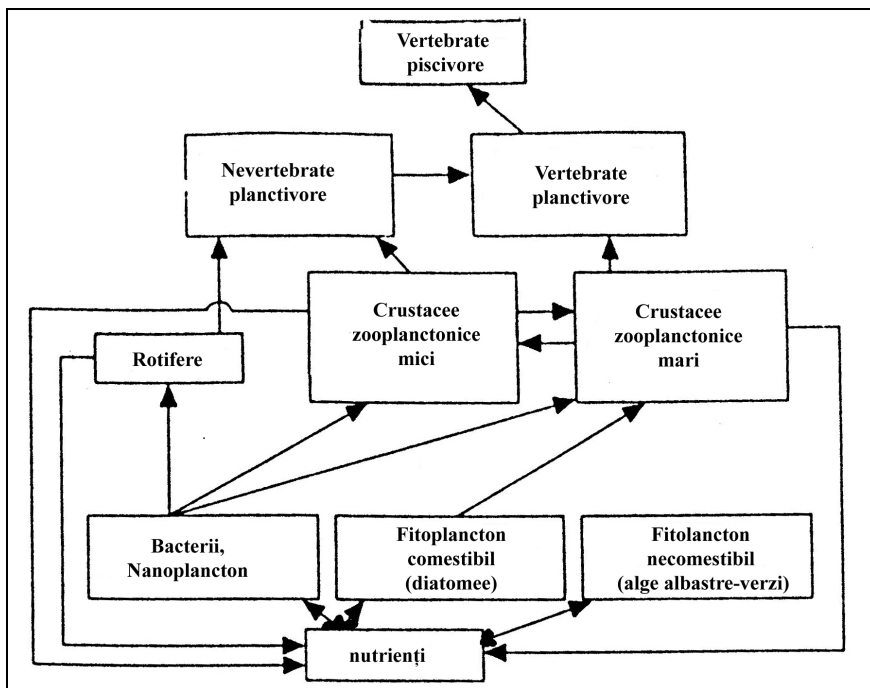 Vertebrate
piscivore
Nevertebrate
planctivore
Vertebrate
planctivore
Crustacee
zooplanctonice
mici
Crustacee
zooplanctonice
mari
Rotifere
Bacterii,
Nanoplancton
Fitoplancton
comestibil
(diatomee)
Fitolancton
necomestibil
(alge albastre-verzi)
nutrienți